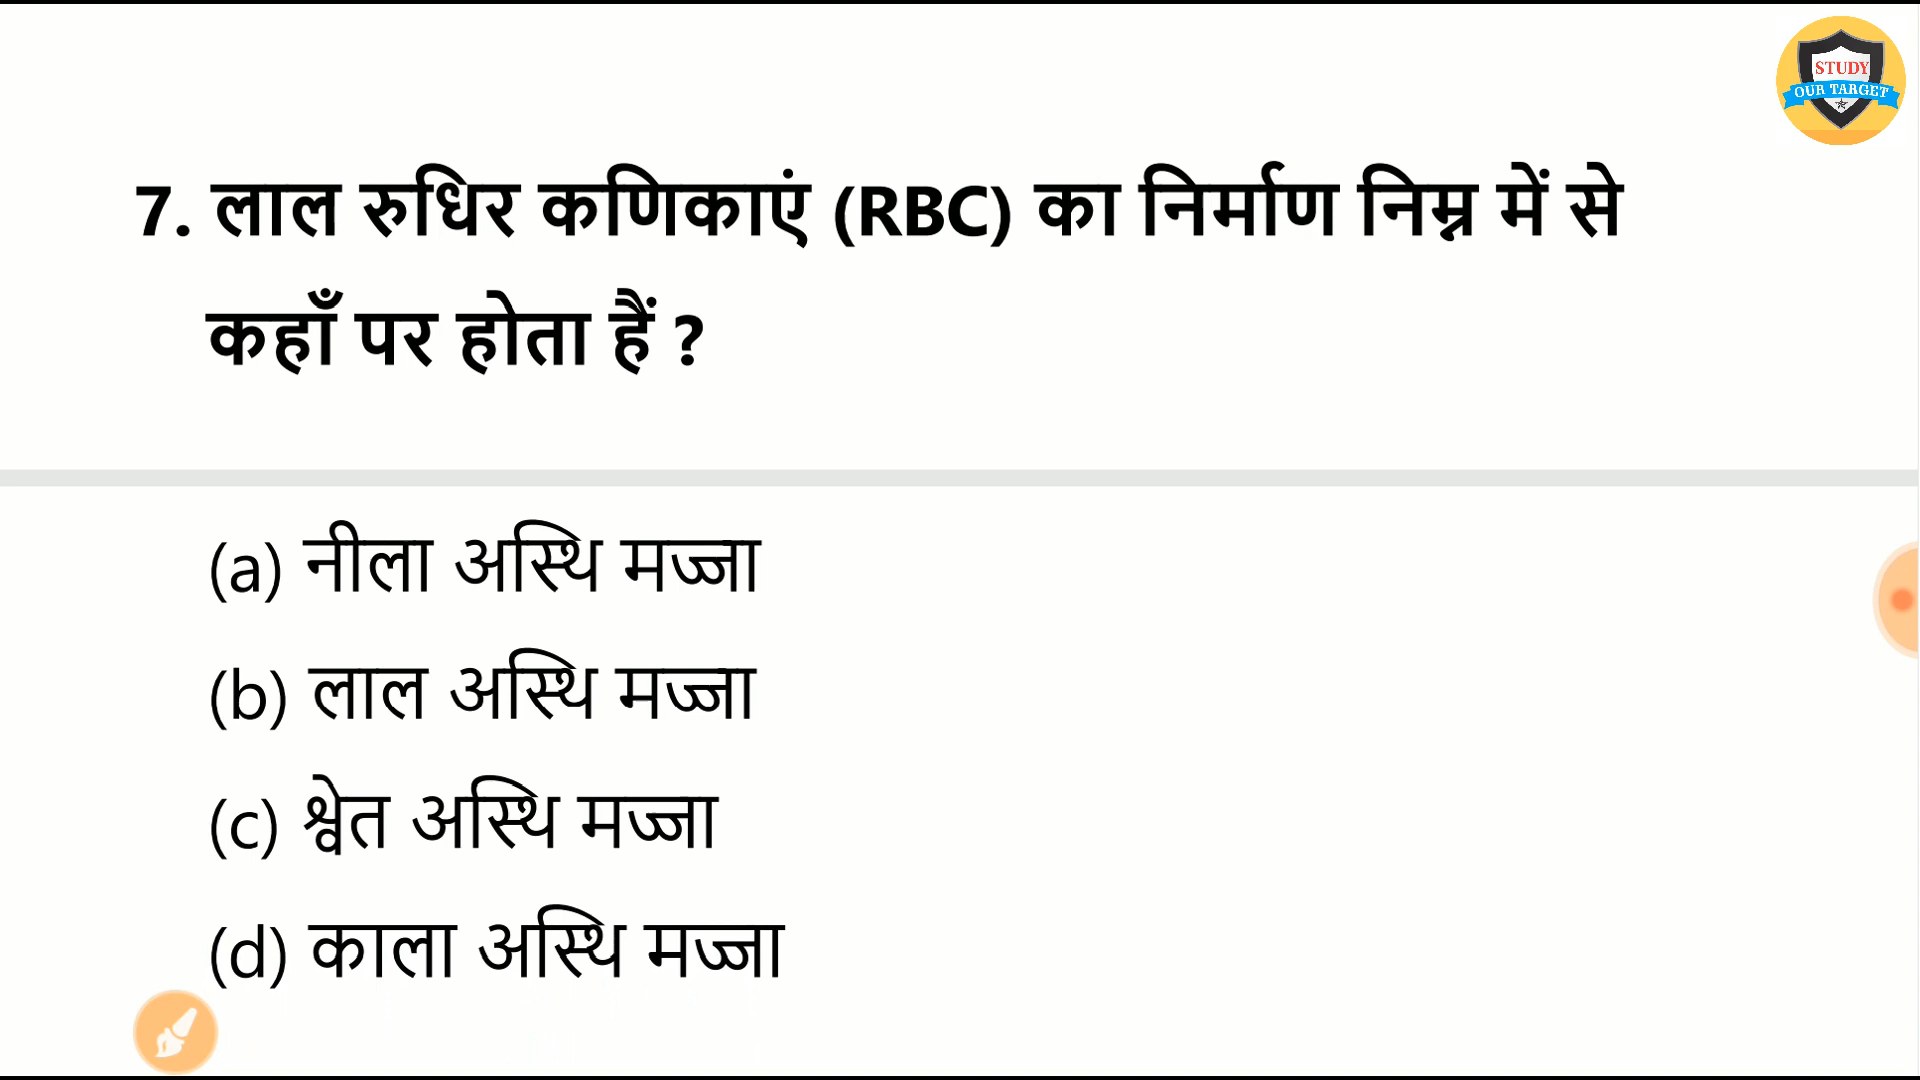 STUDY
OUR TARGET
7. लाल रुधिर कणिकाएं (RBC) का निर्माण निम्न में से
कहाँ पर होता हैं ?
(a) नीला अस्थि मज्जा
(b) लाल अस्थि मज्जा
(c) श्वेत अस्थि मज्जा
(d) काला अस्थि मज्जा